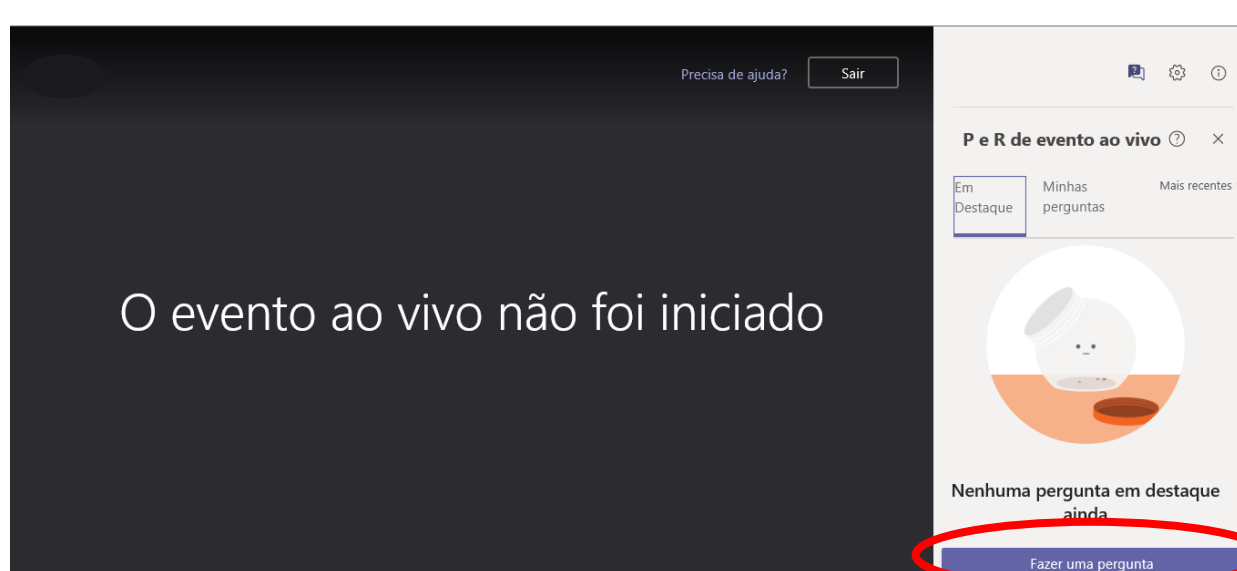 Precisa de ajuda? Sair
O evento ao vivo não foi iniciado
P e R de evento ao vivo
Em
Destaque
Minhas
perguntas
Mais recentes
Nenhuma pergunta em destaque
ainda
Fazer uma pergunta